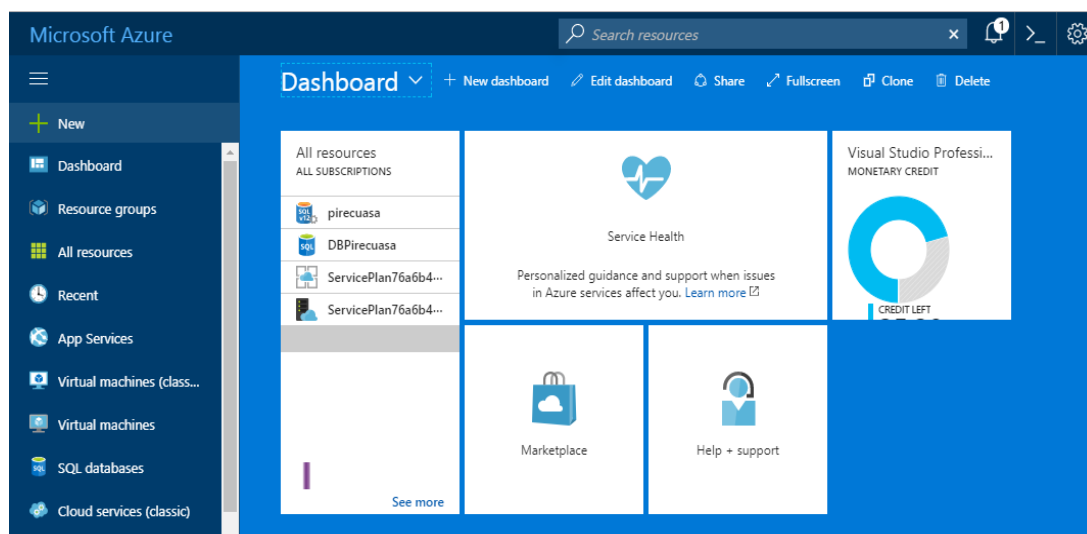 Microsoft Azure
Search resources
1
New
Dashboard
Resource groups
All resources
Recent
App Services
Virtual machines (class...
Virtual machines
SQL databases
Cloud services (classic)
Dashboard
New dashboard
Edit dashboard
Share
Fullscreen
Clone
Delete
All resources
ALL SUBSCRIPTIONS
SQL v12 pirecuasa
SQL DBPirecuasa
ServicePlan76a6b4...
ServicePlan76a6b4...
See more
Service Health
Personalized guidance and support when issues
in Azure services affect you. Learn more
Visual Studio Professi...
MONETARY CREDIT
CREDIT LEFT
Marketplace
Help + support